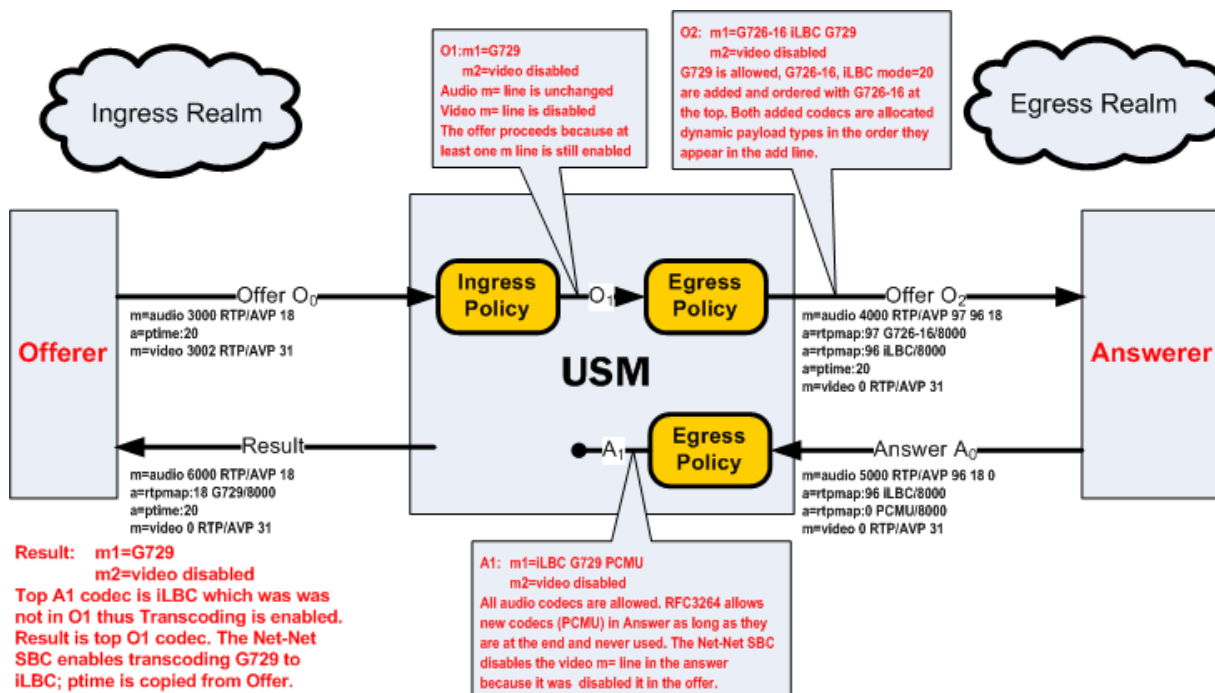 O1:m1=G729
m2=video disabled
Audio m= line is unchanged
Video m= line is disabled
The offer proceeds because at
least one m line is still enabled
O2: m1=G726-16 iLBC G729
m2=video disabled
G729 is allowed, G726-16, iLBC mode=20
are added and ordered with G726-16 at
the top. Both added codecs are allocated
dynamic payload types in the order they
appear in the add line.
Ingress Realm
Egress Realm
Offerer
Offer O0
m=audio 3000 RTP/AVP 18
a=ptime:20
m=video 3002 RTP/AVP 31
Ingress
Policy
O1
Egress
Policy
USM
Offer O2
m=audio 4000 RTP/AVP 97 96 18
a=rtpmap:97 G726-16/8000
a=rtpmap:96 iLBC/8000
a=ptime:20
m=video 0 RTP/AVP 31
Answerer
Result
m=audio 6000 RTP/AVP 18
a=rtpmap:18 G729/8000
a=ptime:20
m=video 0 RTP/AVP 31
A1
Egress
Policy
Answer A0
m=audio 5000 RTP/AVP 96 18 0
a=rtpmap:96 iLBC/8000
a=rtpmap:0 PCMU/8000
m=video 0 RTP/AVP 31
Result: m1=G729
m2=video disabled
Top A1 codec is iLBC which was was
not in O1 thus Transcoding is enabled.
Result is top O1 codec. The Net-Net
SBC enables transcoding G729 to
iLBC; ptime is copied from Offer.
A1: m1=iLBC G729 PCMU
m2=video disabled
All audio codecs are allowed. RFC3264 allows
new codecs (PCMU) in Answer as long as they
are at the end and never used. The Net-Net SBC
disables the video m= line in the answer
because it was disabled it in the offer.